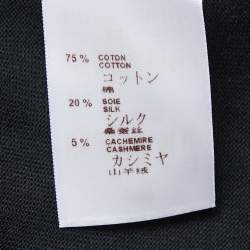 75 % COTON
COTTON
コットン
棉
20 % SOIE
SILK
シルク
桑蚕丝
5 % CACHEMIRE
CASHMERE
カシミヤ
山羊绒